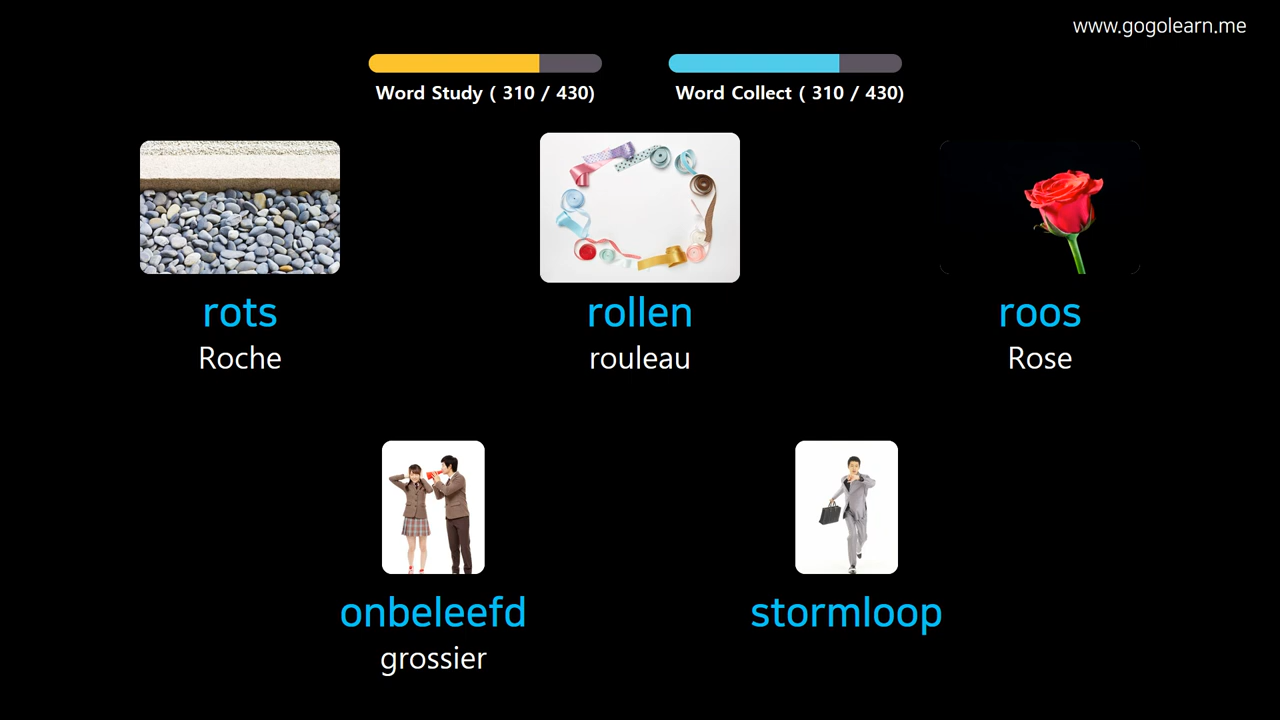 www.gogolearn.me
Word Study ( 310 / 430)
Word Collect ( 310 / 430)
rots
Roche
rollen
rouleau
roos
Rose
onbeleefd
grossier
stormloop